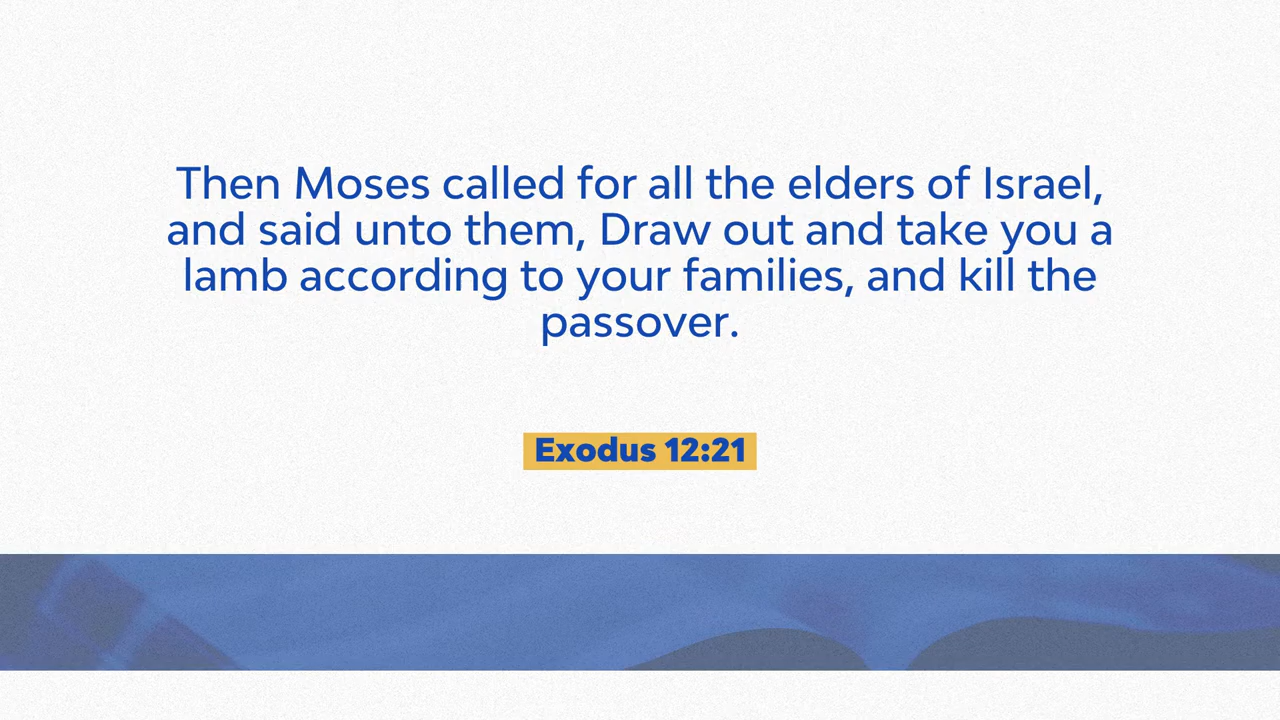 Then Moses called for all the elders of Israel,
and said unto them, Draw out and take you a
lamb according to your families, and kill the
passover.
Exodus 12:21